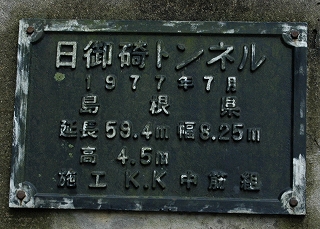 日御碕トンネル
1977年7月
島根県
延長59.4m 幅8.25m
高 4.5m
施工 K.K 中筋組